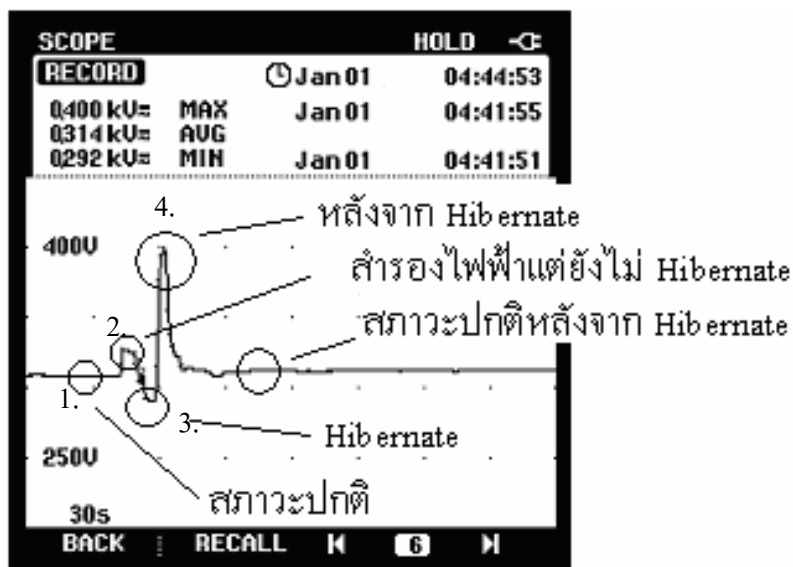 SCOPE HOLD
RECORD Jan 01 04:44:53
0,400 kV= MAX Jan 01 04:41:55
0,314 kV= AVG
0,292 kV= MIN Jan 01 04:41:51
4.
หลังจาก Hibernate
400V
สำรองไฟฟ้าแต่ยังไม่ Hibernate
2.
สภาวะปกติหลังจาก Hibernate
1.
3.
Hibernate
250V
สภาวะปกติ
30s
BACK RECALL 6